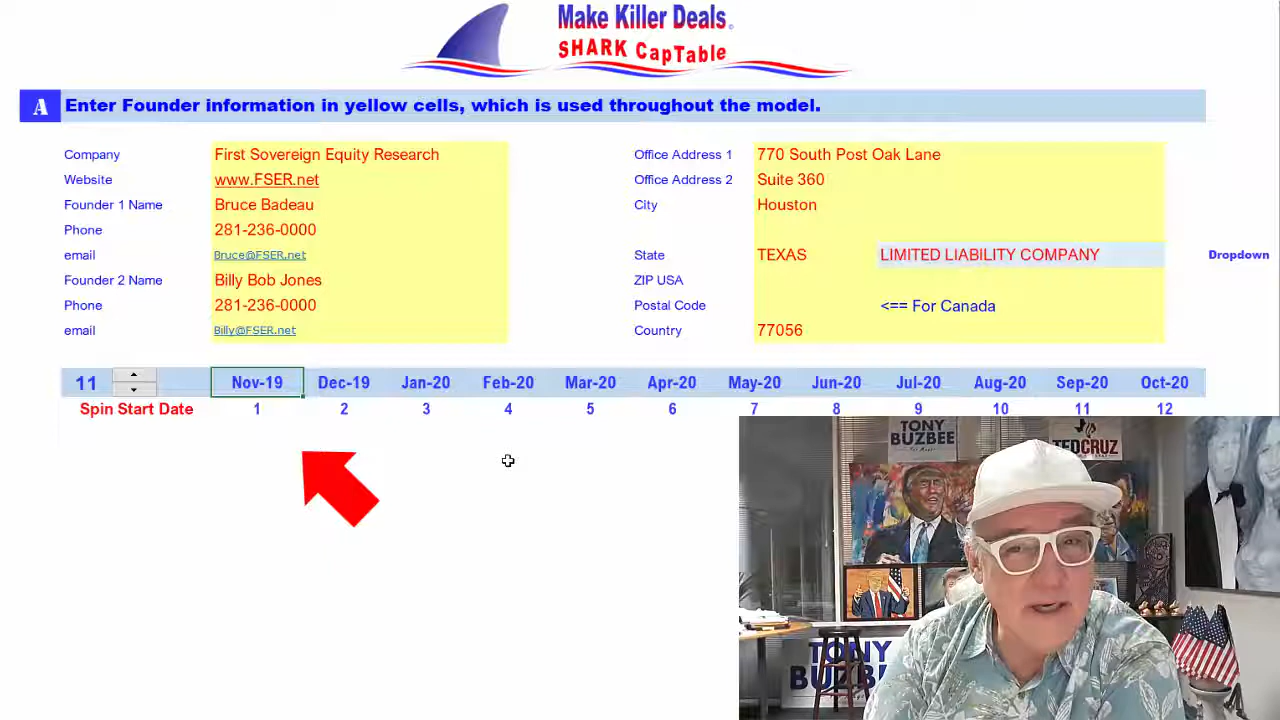 Make Killer Deals®
SHARK CapTable
A Enter Founder information in yellow cells, which is used throughout the model.
Company First Sovereign Equity Research Office Address 1 770 South Post Oak Lane
Website www.FSER.net Office Address 2 Suite 360
Founder 1 Name Bruce Badeau City Houston
Phone 281-236-0000
email Bruce@FSER.net State TEXAS LIMITED LIABILITY COMPANY Dropdown
Founder 2 Name Billy Bob Jones ZIP USA
Phone 281-236-0000 Postal Code <== For Canada
email Billy@FSER.net Country 77056
11 Nov-19 Dec-19 Jan-20 Feb-20 Mar-20 Apr-20 May-20 Jun-20 Jul-20 Aug-20 Sep-20 Oct-20
Spin Start Date 1 2 3 4 5 6 7 8 9 10 11 12
TONY
BUZBEE
TED CRUZ
TONY